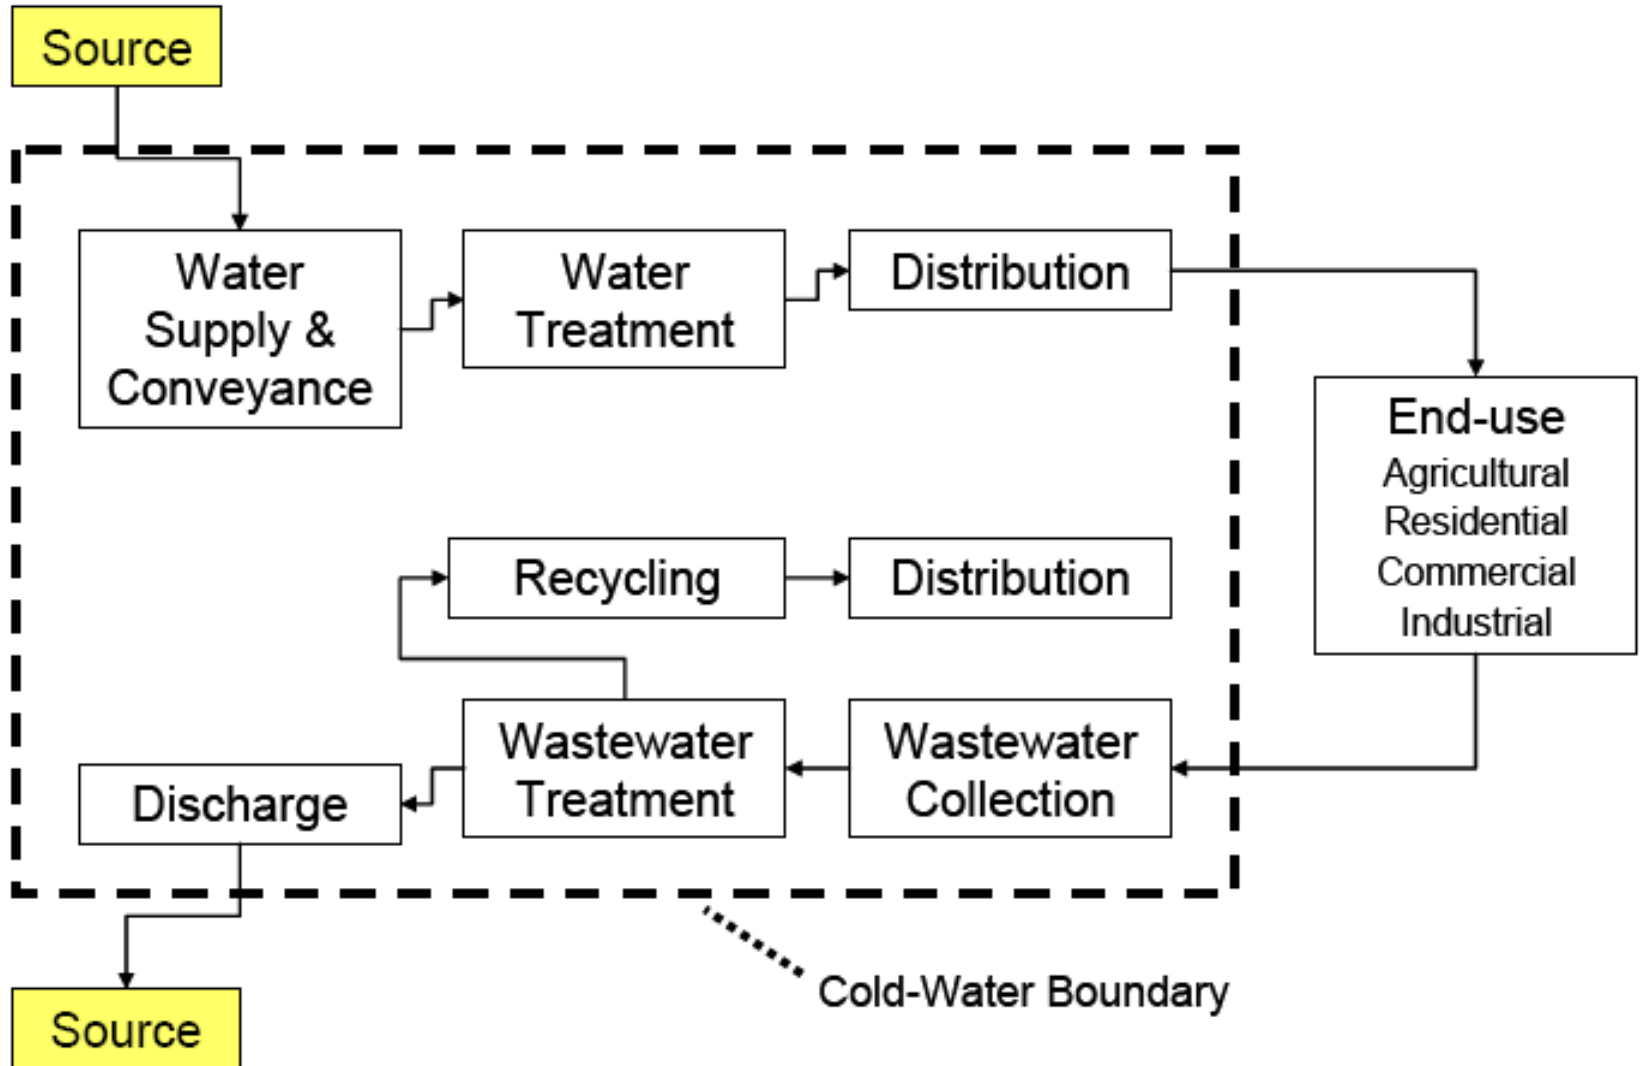 Source
Water
Supply &
Conveyance
Water
Treatment
Distribution
End-use
Agricultural
Residential
Commercial
Industrial
Recycling
Distribution
Wastewater
Treatment
Wastewater
Collection
Discharge
Source
Cold-Water Boundary